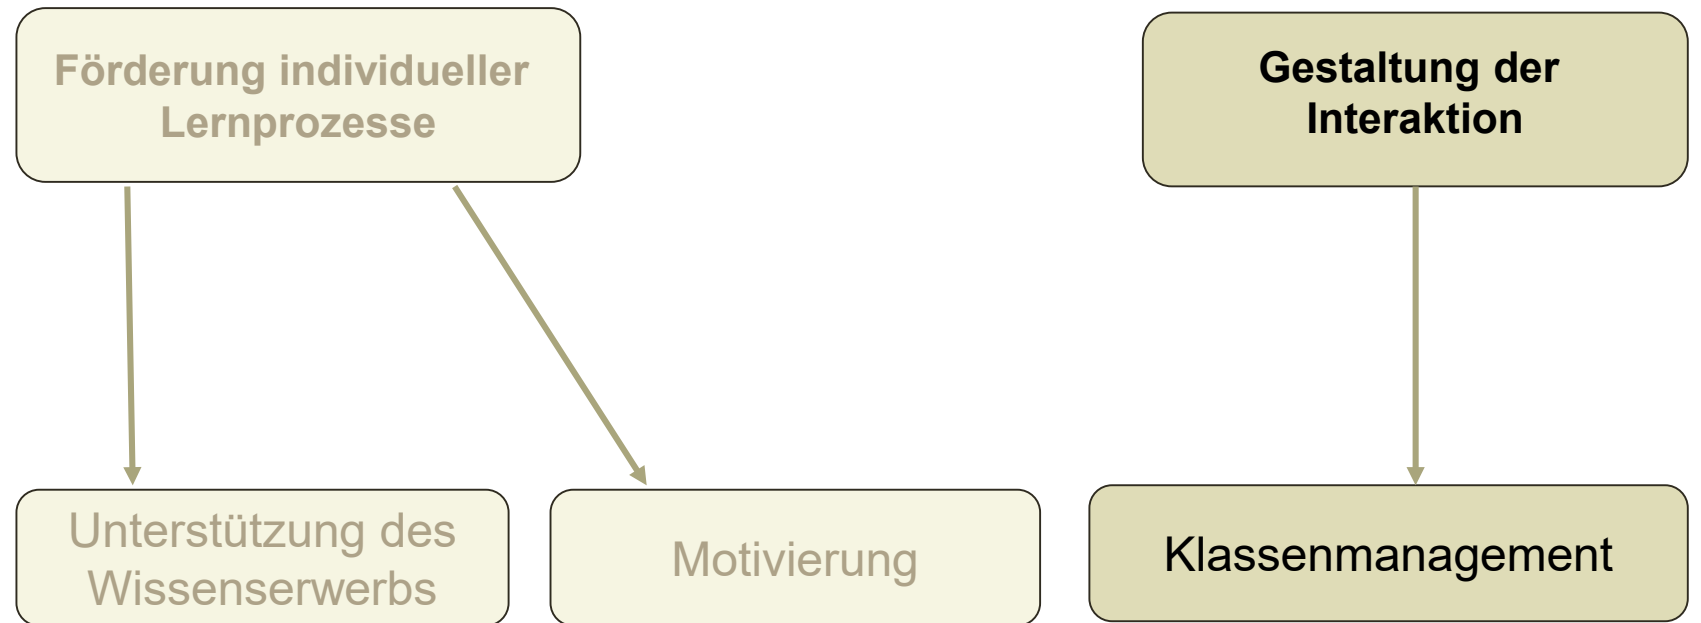 Förderung individueller
Lernprozesse
Gestaltung der
Interaktion
Unterstützung des
Wissenserwerbs
Motivierung
Klassenmanagement